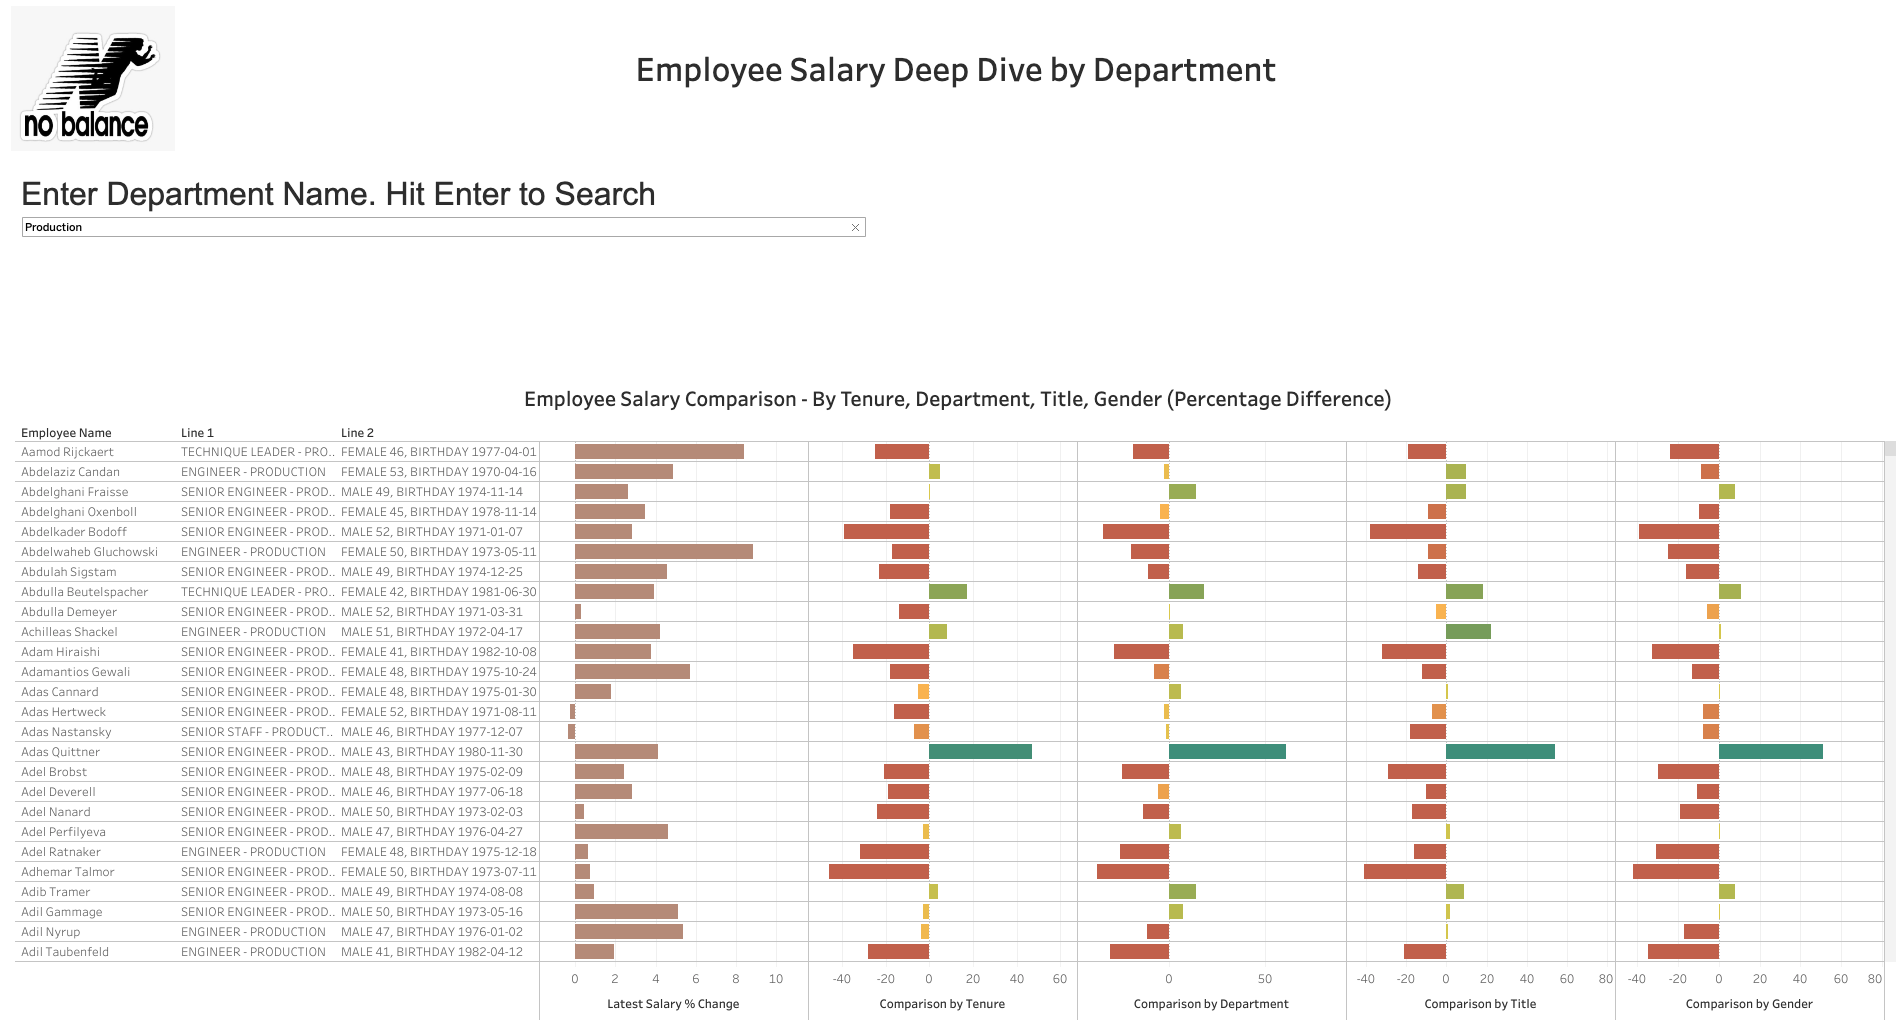 no balance
Employee Salary Deep Dive by Department
Enter Department Name. Hit Enter to Search
Production
Employee Salary Comparison - By Tenure, Department, Title, Gender (Percentage Difference)
Employee Name Line 1 Line 2
Aamod Rijckaert TECHNIQUE LEADER - PRO.. FEMALE 46, BIRTHDAY 1977-04-01
Abdelaziz Candan ENGINEER - PRODUCTION FEMALE 53, BIRTHDAY 1970-04-16
Abdelghani Fraisse SENIOR ENGINEER - PROD.. MALE 49, BIRTHDAY 1974-11-14
Abdelghani Oxenboll SENIOR ENGINEER - PROD.. FEMALE 45, BIRTHDAY 1978-11-14
Abdelkader Bodoff SENIOR ENGINEER - PROD.. MALE 52, BIRTHDAY 1971-01-07
Abdelwaheb Gluchowski ENGINEER - PRODUCTION FEMALE 50, BIRTHDAY 1973-05-11
Abdulah Sigstam SENIOR ENGINEER - PROD.. MALE 49, BIRTHDAY 1974-12-25
Abdulla Beutelspacher TECHNIQUE LEADER - PRO.. FEMALE 42, BIRTHDAY 1981-06-30
Abdulla Demeyer SENIOR ENGINEER - PROD.. MALE 52, BIRTHDAY 1971-03-31
Achilleas Shackel ENGINEER - PRODUCTION MALE 51, BIRTHDAY 1972-04-17
Adam Hiraishi SENIOR ENGINEER - PROD.. FEMALE 41, BIRTHDAY 1982-10-08
Adamantios Gewali SENIOR ENGINEER - PROD.. FEMALE 48, BIRTHDAY 1975-10-24
Adas Cannard SENIOR ENGINEER - PROD.. FEMALE 48, BIRTHDAY 1975-01-30
Adas Hertweck SENIOR ENGINEER - PROD.. FEMALE 52, BIRTHDAY 1971-08-11
Adas Nastansky SENIOR STAFF - PRODUCT.. MALE 46, BIRTHDAY 1977-12-07
Adas Quittner SENIOR ENGINEER - PROD.. MALE 43, BIRTHDAY 1980-11-30
Adel Brobst SENIOR ENGINEER - PROD.. MALE 48, BIRTHDAY 1975-02-09
Adel Deverell SENIOR ENGINEER - PROD.. MALE 46, BIRTHDAY 1977-06-18
Adel Nanard SENIOR ENGINEER - PROD.. MALE 50, BIRTHDAY 1973-02-03
Adel Perfilyeva SENIOR ENGINEER - PROD.. MALE 47, BIRTHDAY 1976-04-27
Adel Ratnaker ENGINEER - PRODUCTION FEMALE 48, BIRTHDAY 1975-12-18
Adhemar Talmor SENIOR ENGINEER - PROD.. FEMALE 50, BIRTHDAY 1973-07-11
Adib Tramer SENIOR ENGINEER - PROD.. MALE 49, BIRTHDAY 1974-08-08
Adil Gammage SENIOR ENGINEER - PROD.. MALE 50, BIRTHDAY 1973-05-16
Adil Nyrup ENGINEER - PRODUCTION MALE 47, BIRTHDAY 1976-01-02
Adil Taubenfeld ENGINEER - PRODUCTION MALE 41, BIRTHDAY 1982-04-12
0 2 4 6 8 10 -40 -20 0 20 40 60 0 50 -40 -20 0 20 40 60 80 -40 -20 0 20 40 60 80
Latest Salary % Change Comparison by Tenure Comparison by Department Comparison by Title Comparison by Gender